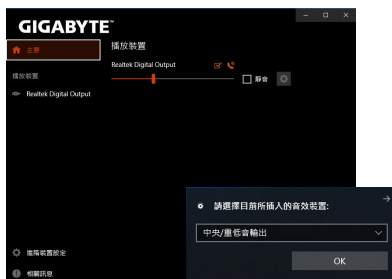 GIGABYTE™
主要
播放裝置
Realtek Digital Output
靜音
播放裝置
Realtek Digital Output
請選擇目前所插入的音效裝置:
中央/重低音輸出
OK
進階裝置設定
相關訊息